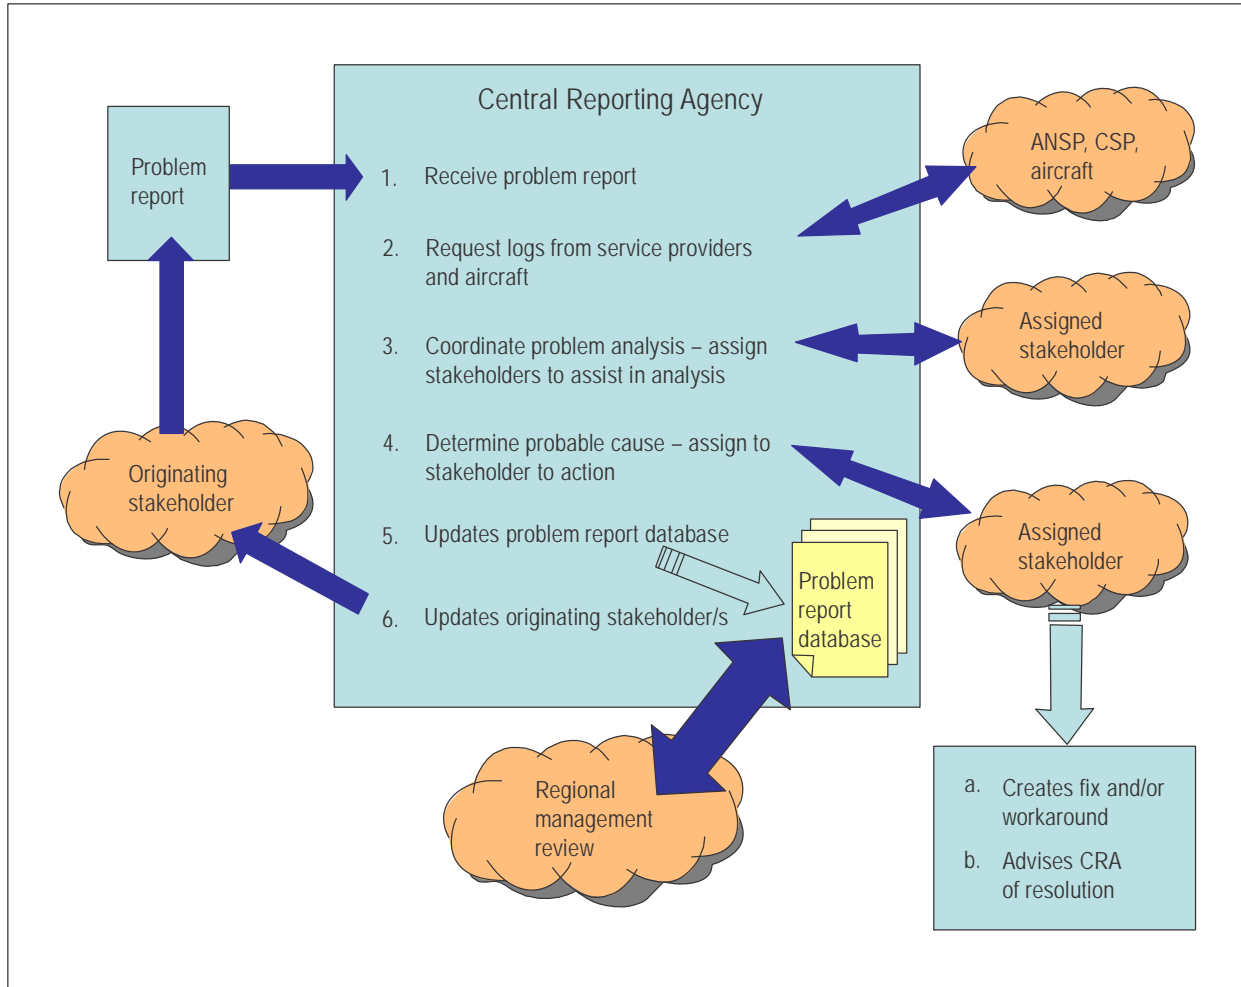 Central Reporting Agency
Problem
report
1. Receive problem report
2. Request logs from service providers
and aircraft
3. Coordinate problem analysis – assign
stakeholders to assist in analysis
4. Determine probable cause – assign to
stakeholder to action
5. Updates problem report database
6. Updates originating stakeholder/s
Problem
report
database
ANSP, CSP,
aircraft
Assigned
stakeholder
Assigned
stakeholder
Originating
stakeholder
Regional
management
review
a. Creates fix and/or
workaround
b. Advises CRA
of resolution